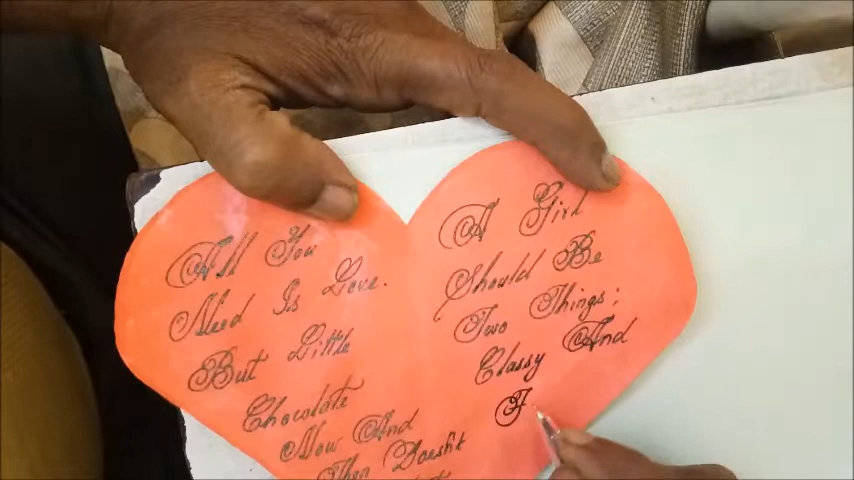 All You
Need Is Love.
But Little
Chocolate
Now And
Then Doesn't
A Girl
Should Be
Two Things:
Classy And
F